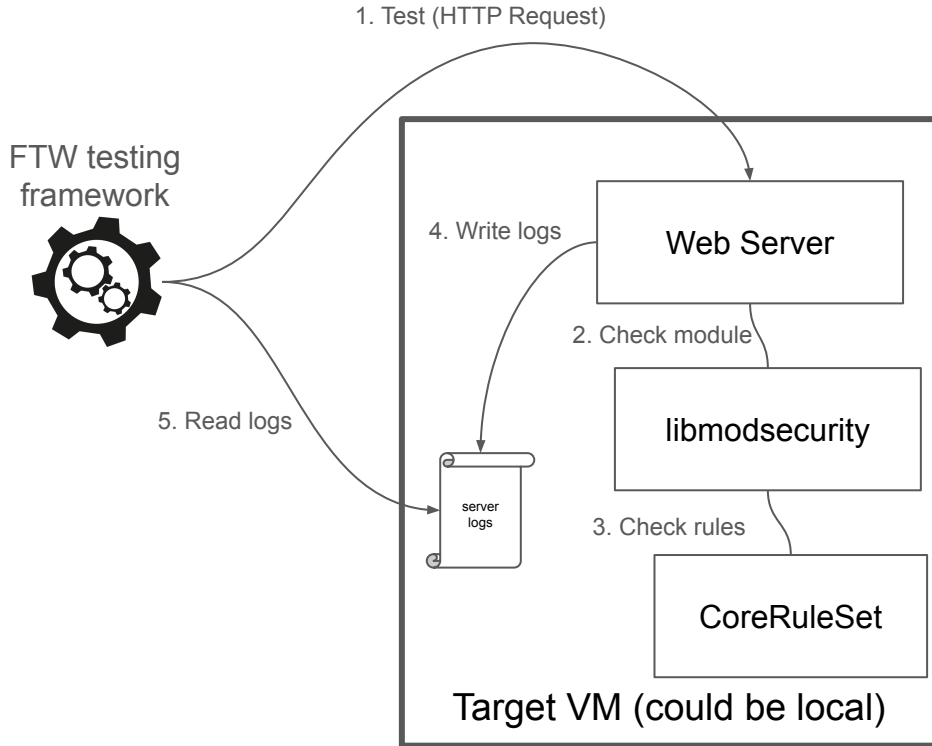 1. Test (HTTP Request)
FTW testing
framework
4. Write logs
Web Server
2. Check module
libmodsecurity
5. Read logs
server
logs
3. Check rules
CoreRuleSet
Target VM (could be local)